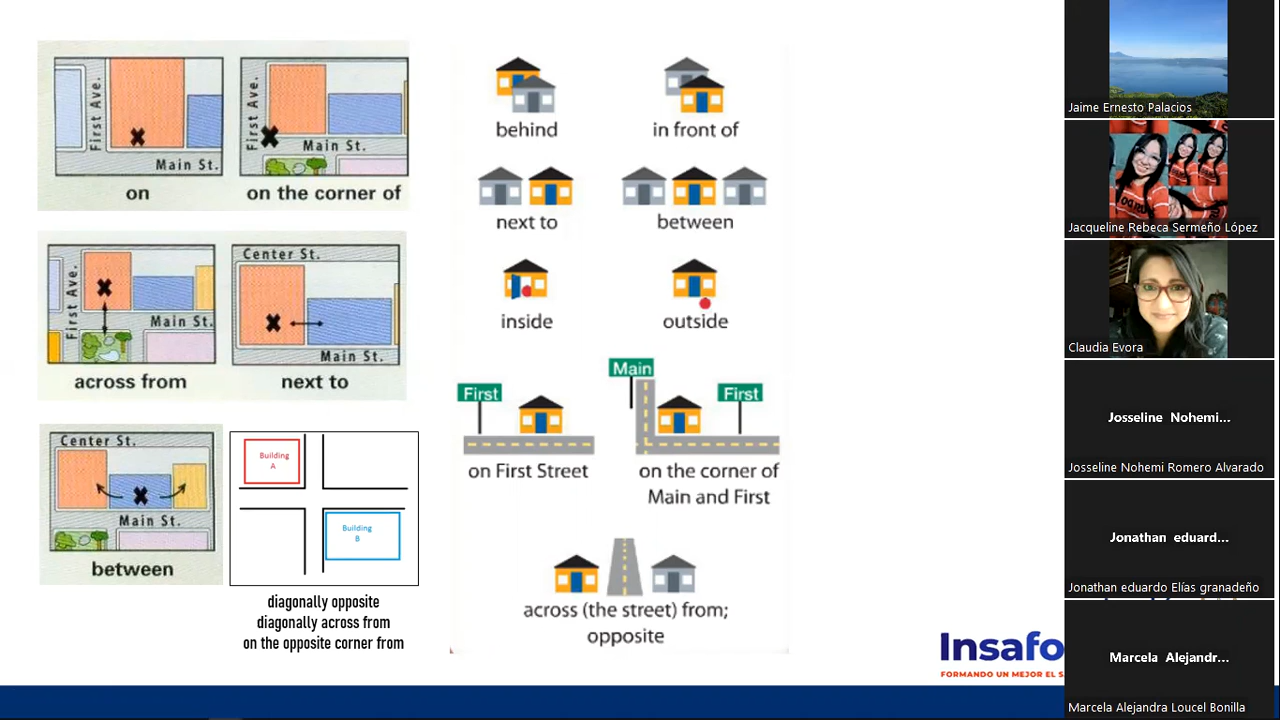 First Ave.
Main St.
on
First Ave.
Main St.
on the corner of
First Ave.
Main St.
across from
Center St.
Main St.
next to
Center St.
Main St.
between
Building
A
Building
B
diagonally opposite
diagonally across from
on the opposite corner from
behind
in front of
next to
between
inside
outside
First
on First Street
Main
First
on the corner of
Main and First
across (the street) from;
opposite
Insafo
FORMANDO UN MEJOR EL S
Jaime Ernesto Palacios
Jacqueline Rebeca Sermeño López
Claudia Evora
Josseline Nohemi...
Josseline Nohemi Romero Alvarado
Jonathan eduard...
Jonathan eduardo Elías granadeño
Marcela Alejandr...
Marcela Alejandra Loucel Bonilla